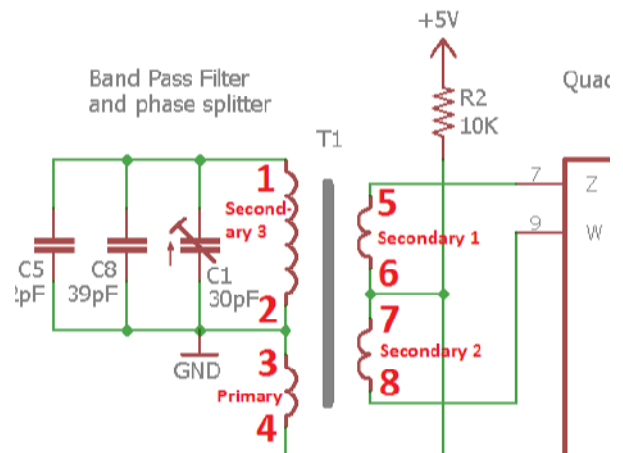 +5V
Band Pass Filter
and phase splitter
Quad
R2
10K
T1
1
Second-
ary 3
2
3
Primary
4
5
Secondary 1
6
7
Secondary 2
8
7
Z
9
W
C5
pF
C8
39pF
C1
30pF
GND